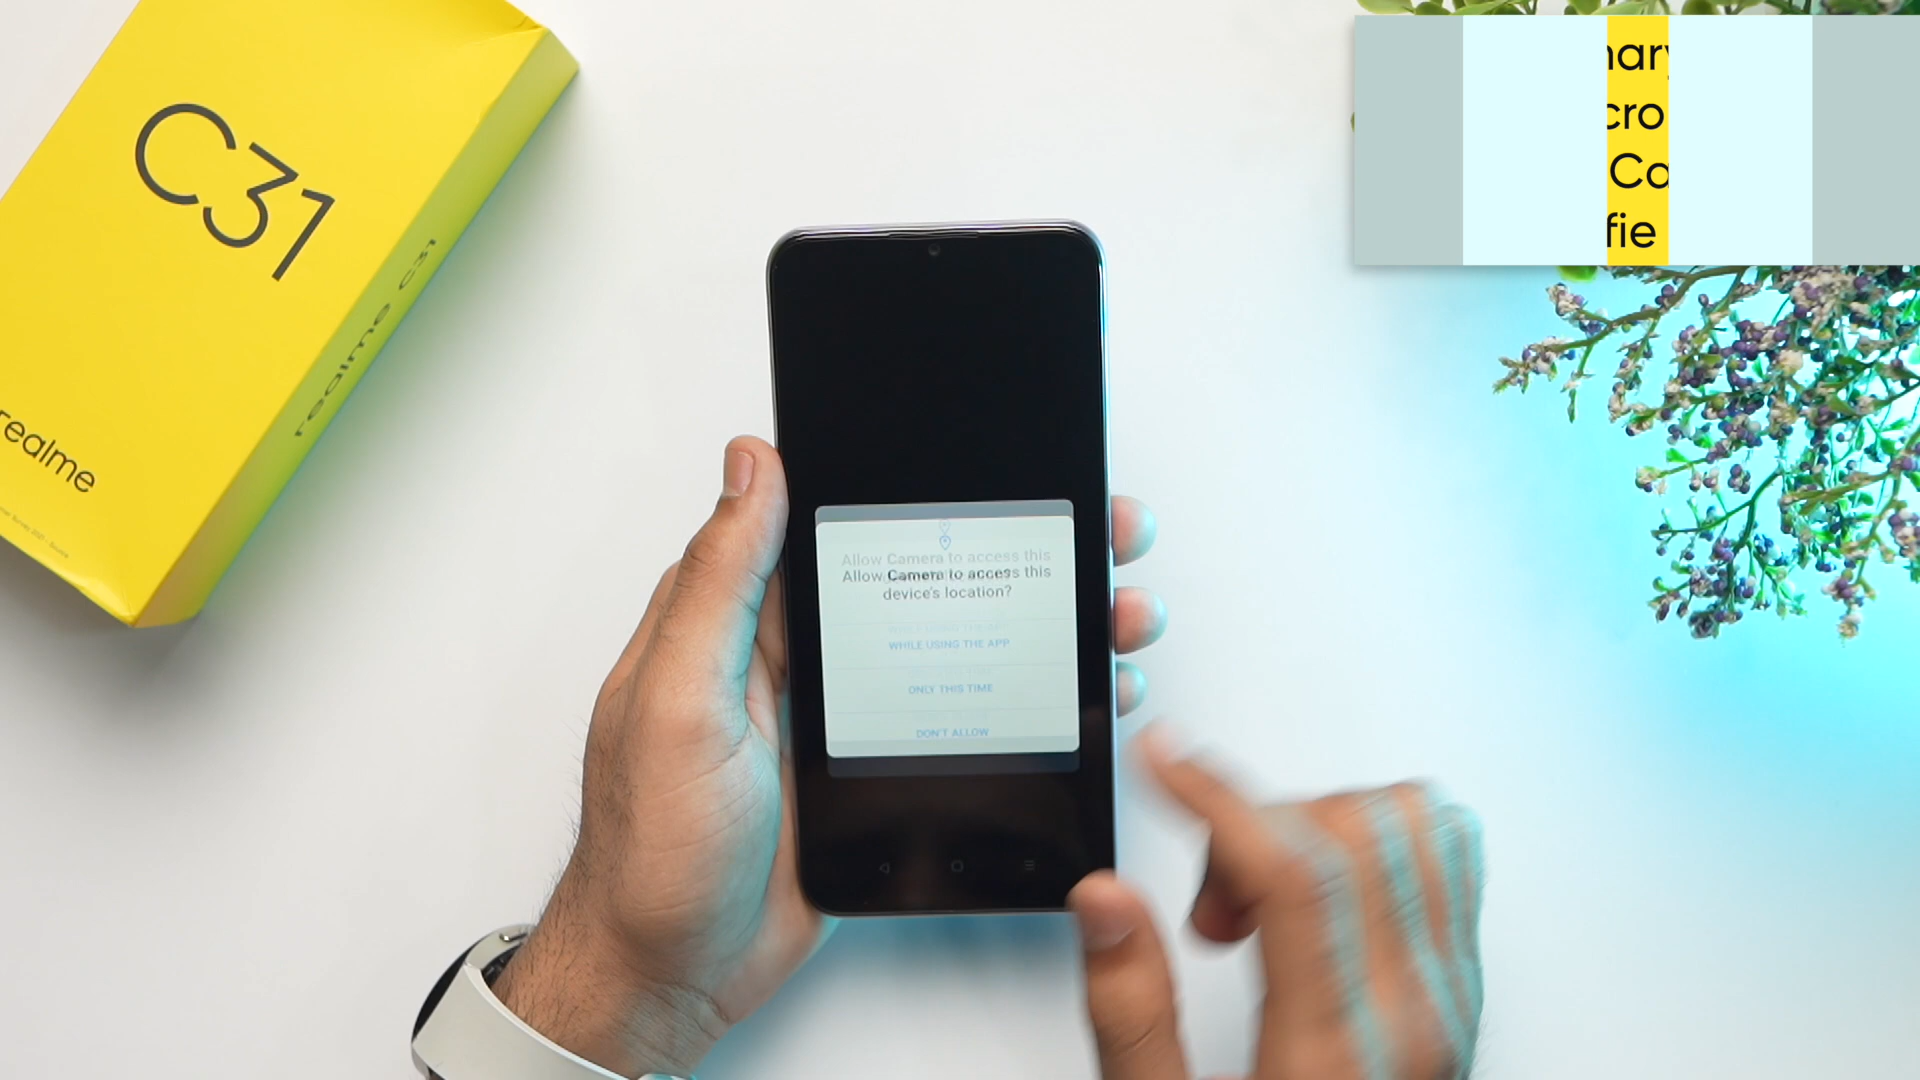 C31
realme C31
realme
nary
cro
Ca
fie
Allow Camera to access this
device's location?
WHILE USING THE APP
ONLY THIS TIME
DON'T ALLOW